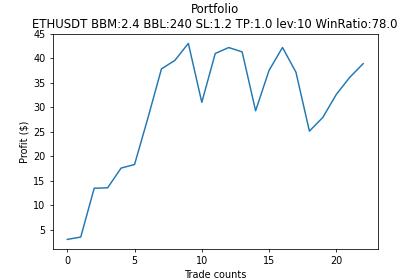 Portfolio
ETHUSDT BBM:2.4 BBL:240 SL:1.2 TP:1.0 lev:10 WinRatio:78.0
45
40
35
30
25
20
15
10
5
Profit ($)
0 5 10 15 20
Trade counts